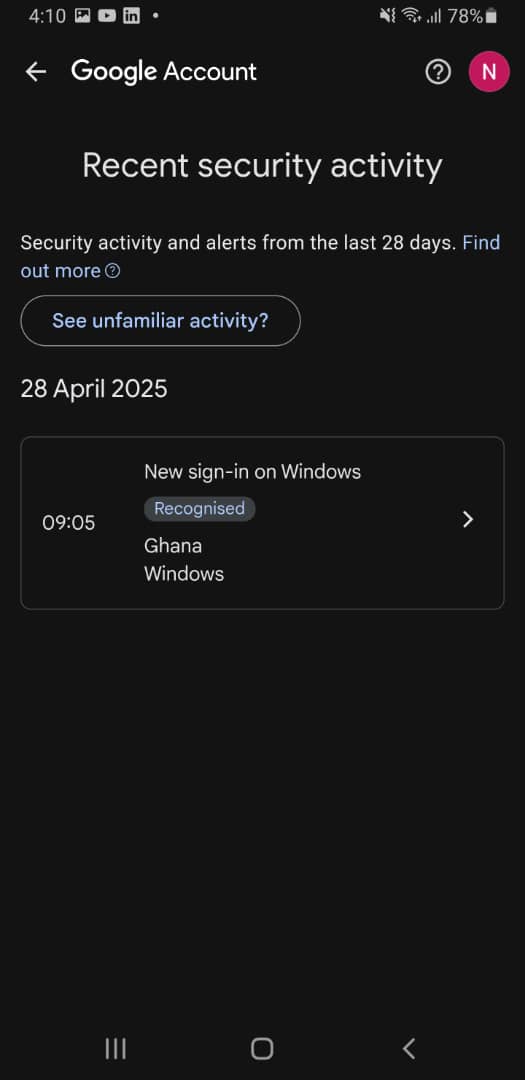 4:10 78%
Google Account
N
Recent security activity
Security activity and alerts from the last 28 days. Find
out more
See unfamiliar activity?
28 April 2025
New sign-in on Windows
Recognised
09:05
Ghana
Windows